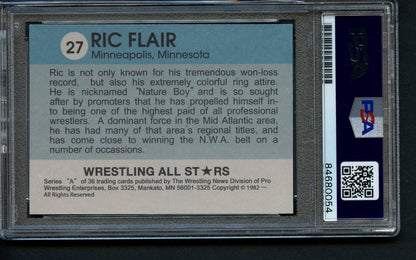 27
RIC FLAIR
Minneapolis, Minnesota
Ric is not only known for his tremendous won-loss
record, but also his extremely colorful ring attire.
He is nicknamed "Nature Boy" and is so sought
after by promoters that he has propelled himself in-
to being one of the highest paid of all professional
wrestlers. A dominant force in the Mid Atlantic area,
he has had many of that area's regional titles, and
has come close to winning the N.W.A. belt on a
number of occassions.
WRESTLING ALL ST★RS
Series "A" of 36 trading cards published by The Wrestling News Division of Pro
Wrestling Enterprises, Box 3325, Mankato, MN 56001-3325 Copyright © 1982 —
All Rights Reserved
PSA
PSA
84680054